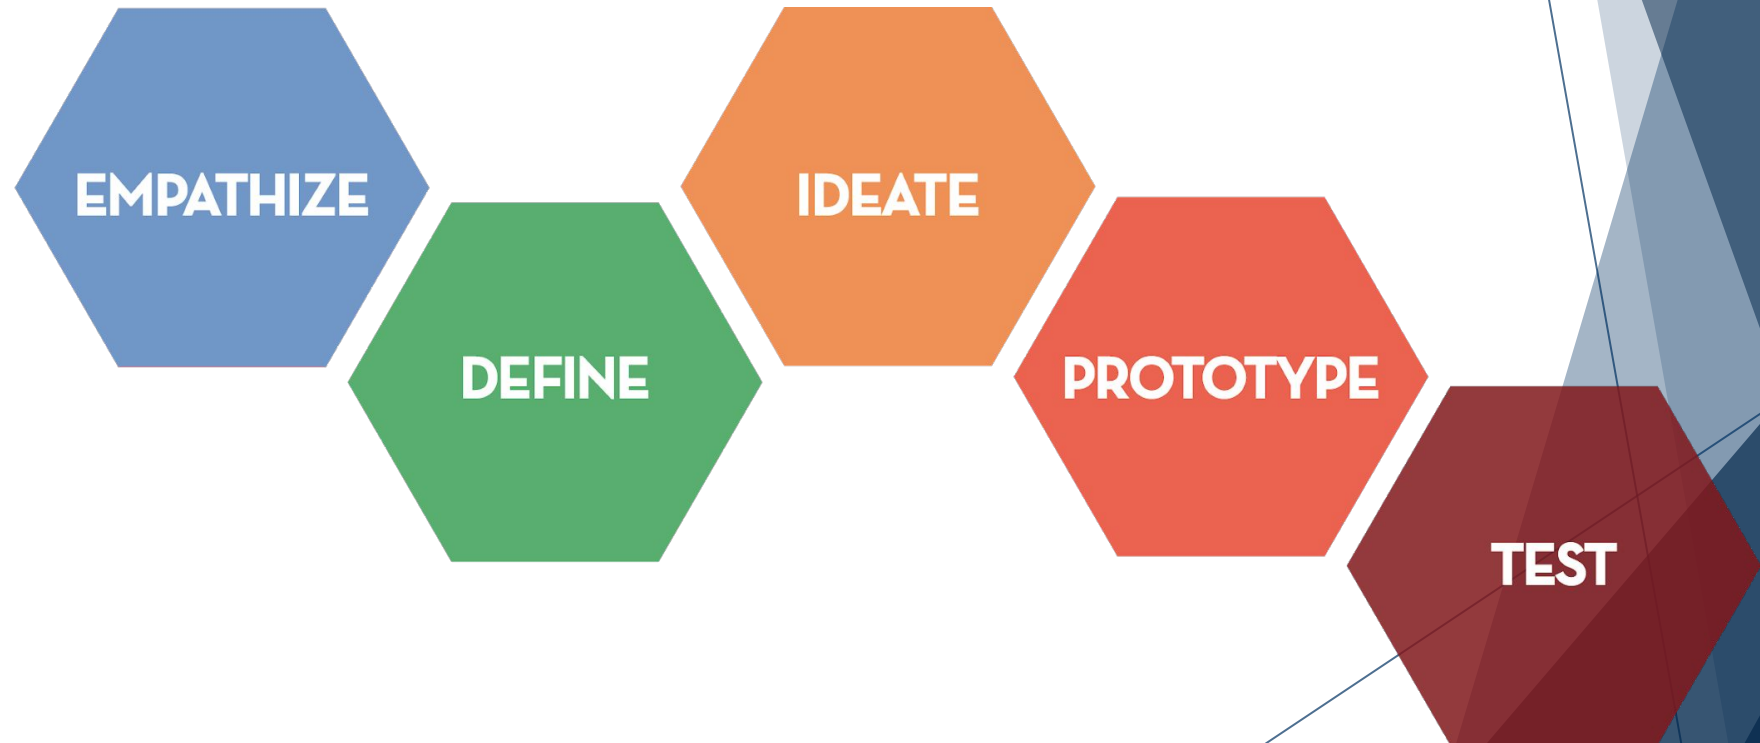 EMPATHIZE
DEFINE
IDEATE
PROTOTYPE
TEST